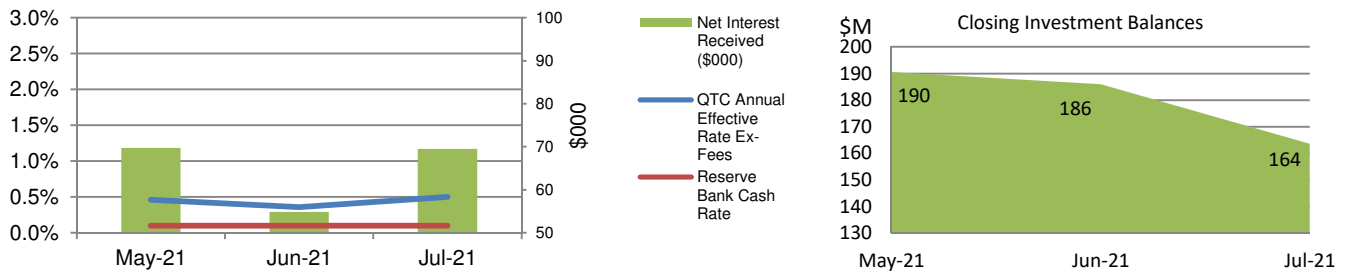 3.0%
2.5%
2.0%
1.5%
1.0%
0.5%
0.0%
May-21 Jun-21 Jul-21
100
90
80
70
60
50
$000
Net Interest
Received
($000)
QTC Annual
Effective
Rate Ex-
Fees
Reserve
Bank Cash
Rate
$M Closing Investment Balances
200
190
180
170
160
150
140
130
190
186
164
May-21 Jun-21 Jul-21